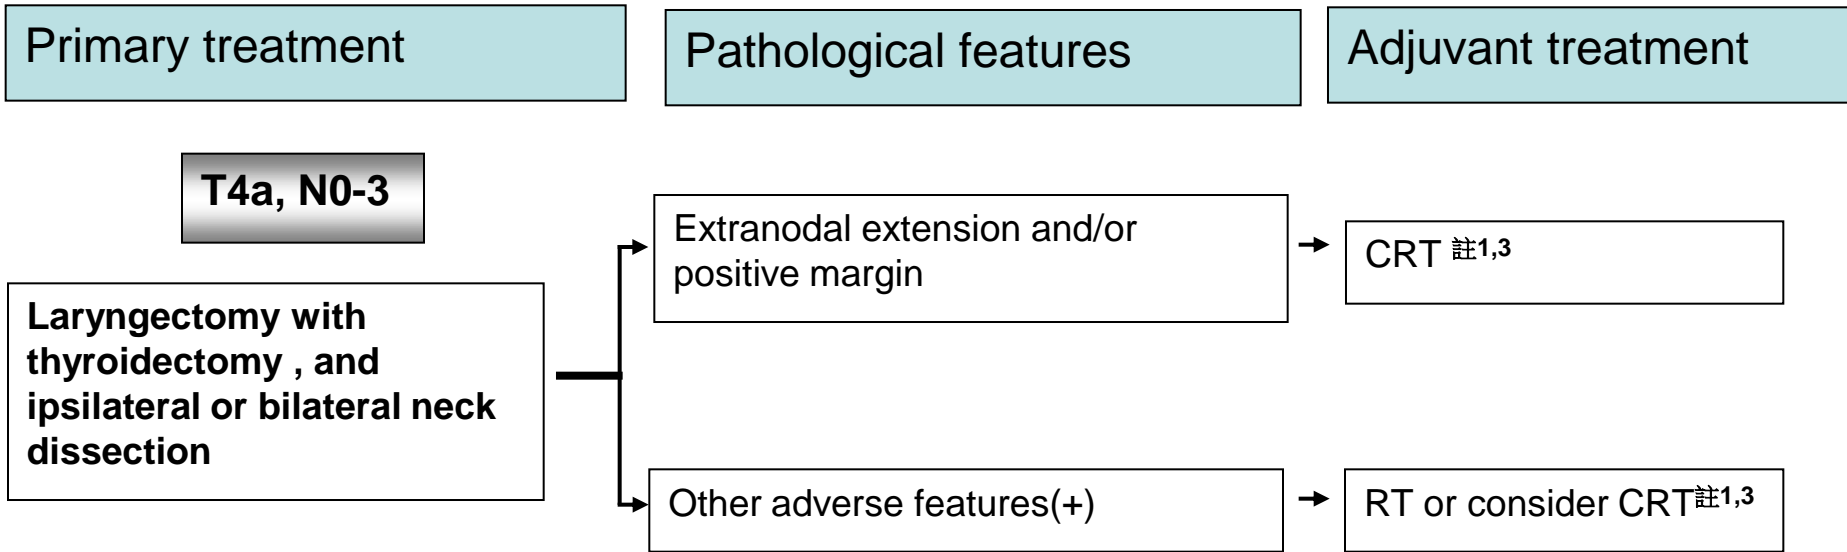 Primary treatment
Pathological features
Adjuvant treatment
T4a, N0-3
Laryngectomy with
thyroidectomy , and
ipsilateral or bilateral neck
dissection
Extranodal extension and/or
positive margin
CRT 註1,3
Other adverse features(+)
RT or consider CRT註1,3